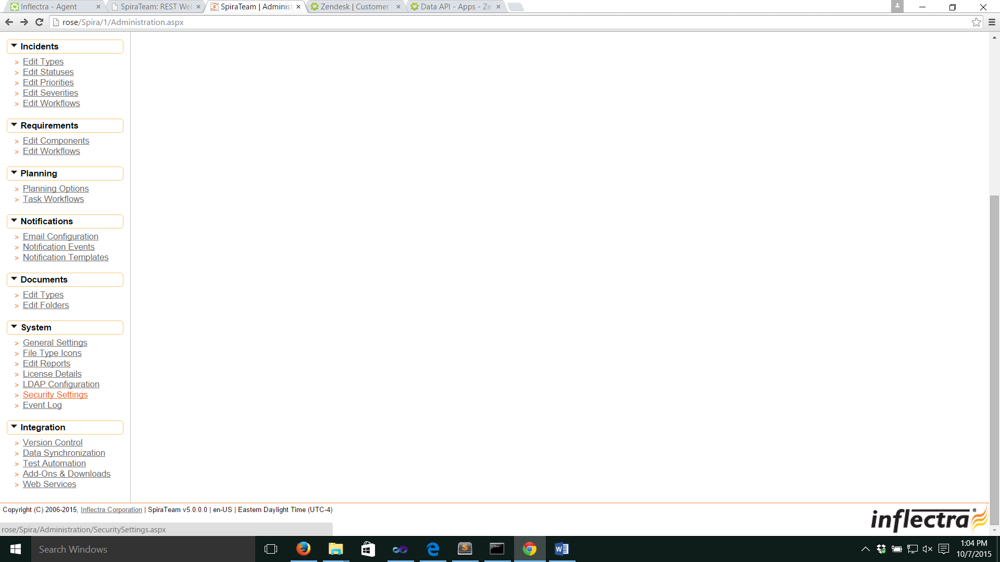 Inflectra - Agent
SpiraTeam: REST We
SpiraTeam | Adminis
Zendesk | Customer
Data API - Apps - Ze
rose/Spira/1/Administration.aspx
Incidents
> Edit Types
> Edit Statuses
> Edit Priorities
> Edit Severities
> Edit Workflows
Requirements
> Edit Components
> Edit Workflows
Planning
> Planning Options
> Task Workflows
Notifications
> Email Configuration
> Notification Events
> Notification Templates
Documents
> Edit Types
> Edit Folders
System
> General Settings
> File Type Icons
> Edit Reports
> License Details
> LDAP Configuration
> Security Settings
> Event Log
Integration
> Version Control
> Data Synchronization
> Test Automation
> Add-Ons & Downloads
> Web Services
Copyright (C) 2006-2015, Inflectra Corporation | SpiraTeam v5.0.0.0 | en-US | Eastern Daylight Time (UTC-4)
inflectra®
rose/Spira/Administration/SecuritySettings.aspx
Search Windows
1:04 PM
10/7/2015